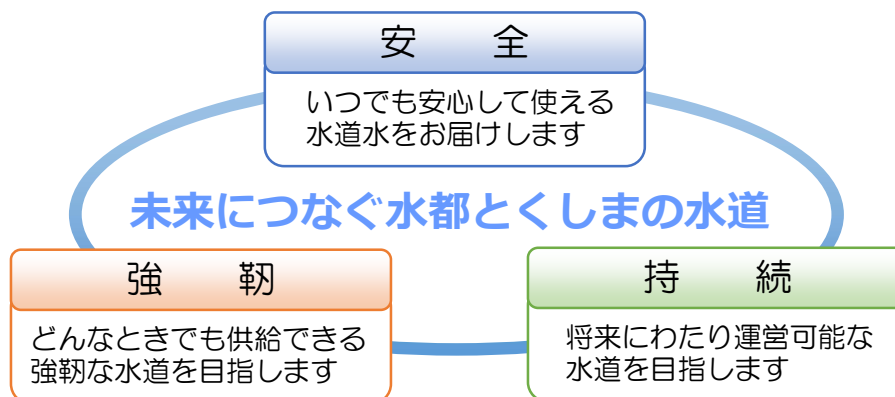 安　全
いつでも安心して使える
水道水をお届けします
未来につなぐ水都とくしまの水道
強　靭
どんなときでも供給できる
強靭な水道を目指します
持　続
将来にわたり運営可能な
水道を目指します